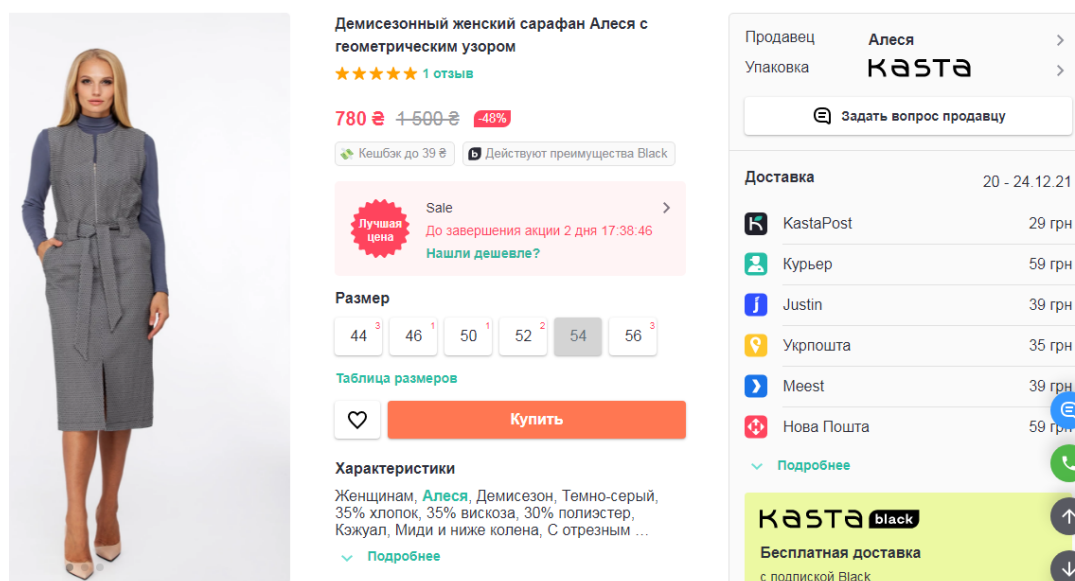 Демисезонный женский сарафан Алеся с
геометрическим узором
1 отзыв
780 ₴ 1 500 ₴ -48%
Кешбэк до 39 ₴
Действуют преимущества Black
Лучшая
цена
Sale
До завершения акции 2 дня 17:38:46
Нашли дешевле?
Размер
44 3
46 1
50 1
52 2
54
56 3
Таблица размеров
Купить
Характеристики
Женщинам, Алеся, Демисезон, Темно-серый,
35% хлопок, 35% вискоза, 30% полиэстер,
Кэжуал, Миди и ниже колена, С отрезным ...
Подробнее
Продавец Алеся
Упаковка Kasta
Задать вопрос продавцу
Доставка 20 - 24.12.21
KastaPost 29 грн
Курьер 59 грн
Justin 39 грн
Укрпошта 35 грн
Meest 39 грн
Нова Пошта 59 грн
Подробнее
Kasta black
Бесплатная доставка
с подпиской Black